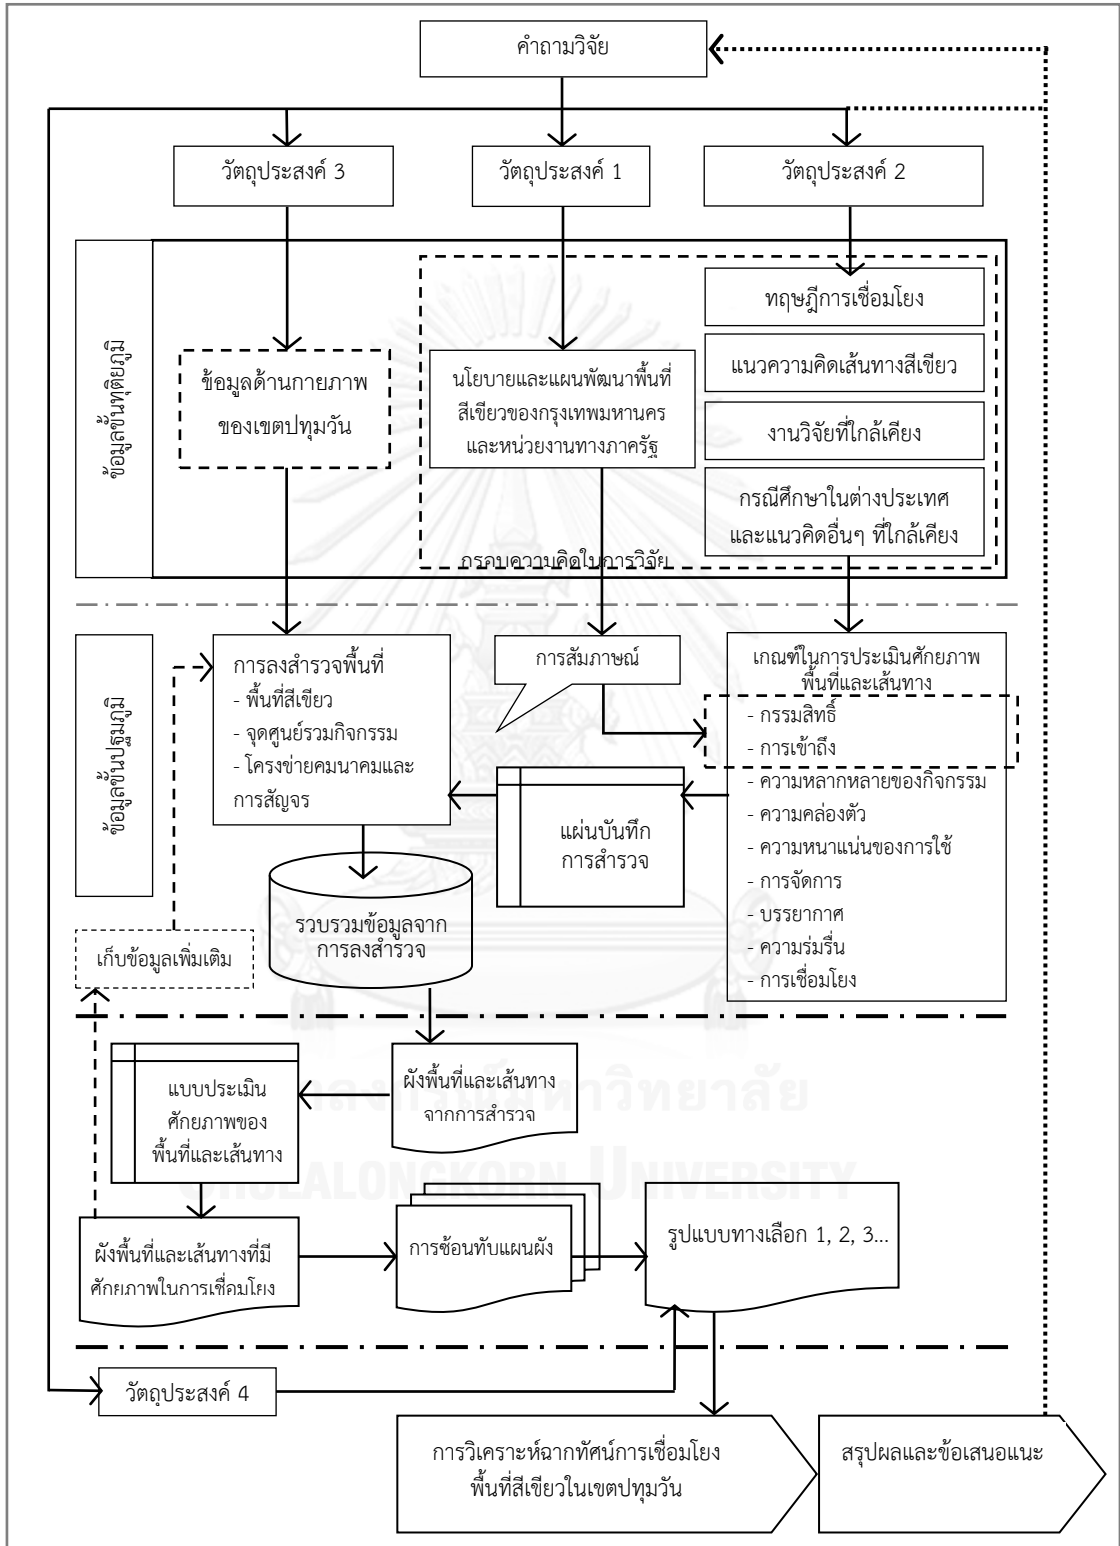 คำถามวิจัย
วัตถุประสงค์ 3
วัตถุประสงค์ 1
วัตถุประสงค์ 2
ข้อมูลขั้นทุติยภูมิ
ข้อมูลด้านกายภาพ
ของเขตปทุมวัน
นโยบายและแผนพัฒนาพื้นที่
สีเขียวของกรุงเทพมหานคร
และหน่วยงานทางภาครัฐ
ทฤษฎีการเชื่อมโยง
แนวความคิดเส้นทางสีเขียว
งานวิจัยที่ใกล้เคียง
กรณีศึกษาในต่างประเทศ
และแนวคิดอื่นๆ ที่ใกล้เคียง
กรอบความคิดในการวิจัย
ข้อมูลขั้นปฐมภูมิ
การลงสำรวจพื้นที่
- พื้นที่สีเขียว
- จุดศูนย์รวมกิจกรรม
- โครงข่ายคมนาคมและ
การสัญจร
การสัมภาษณ์
เกณฑ์ในการประเมินศักยภาพ
พื้นที่และเส้นทาง
- กรรมสิทธิ์
- การเข้าถึง
- ความหลากหลายของกิจกรรม
- ความคล่องตัว
- ความหนาแน่นของการใช้
- การจัดการ
- บรรยากาศ
- ความร่มรื่น
- การเชื่อมโยง
แผ่นบันทึก
การสำรวจ
รวบรวมข้อมูลจาก
การลงสำรวจ
เก็บข้อมูลเพิ่มเติม
แบบประเมิน
ศักยภาพของ
พื้นที่และเส้นทาง
ผังพื้นที่และเส้นทาง
จากการสำรวจ
ลงกรณ์มหาวิทยาลัย
CHULALONGKORN UNIVERSITY
ผังพื้นที่และเส้นทางที่มี
ศักยภาพในการเชื่อมโยง
การซ้อนทับแผนผัง
รูปแบบทางเลือก 1, 2, 3...
วัตถุประสงค์ 4
การวิเคราะห์ฉากทัศน์การเชื่อมโยง
พื้นที่สีเขียวในเขตปทุมวัน
สรุปผลและข้อเสนอแนะ